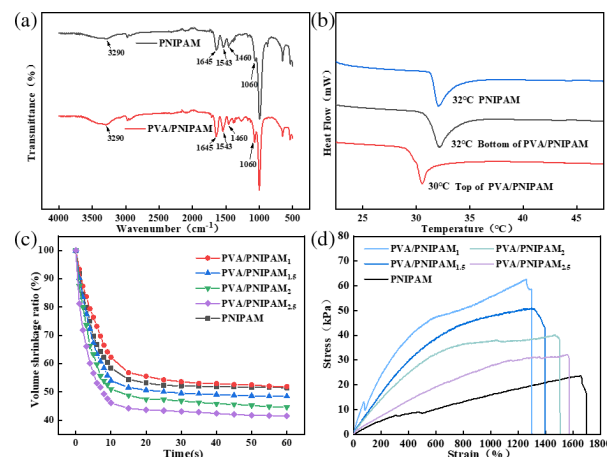 (a)
Transmittance (%)
3290
1645
1543
1460
1060
PNIPAM
3290
1645
1543
1460
1060
PVA/PNIPAM
4000 3500 3000 2500 2000 1500 1000 500
Wavenumber (cm⁻¹)
(b)
Heat Flow (mW)
32°C PNIPAM
32°C Bottom of PVA/PNIPAM
30°C Top of PVA/PNIPAM
25 30 35 40 45
Temperature (°C)
(c)
Volume shrinkage ratio (%)
100
90
80
70
60
50
40
PVA/PNIPAM₁
PVA/PNIPAM₁.₅
PVA/PNIPAM₂
PVA/PNIPAM₂.₅
PNIPAM
0 10 20 30 40 50 60
Time(s)
(d)
Stress (kPa)
80
70
60
50
40
30
20
10
0
PVA/PNIPAM₁ PVA/PNIPAM₂
PVA/PNIPAM₁.₅ PVA/PNIPAM₂.₅
PNIPAM
0 200 400 600 800 1000 1200 1400 1600 1800
Strain (%)